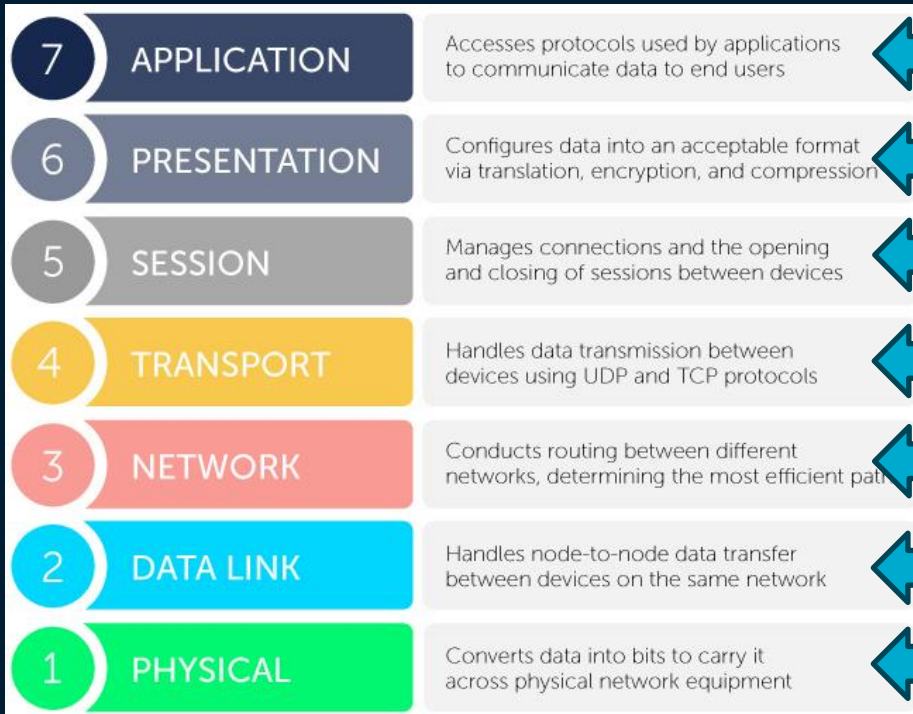 7
APPLICATION
Accesses protocols used by applications
to communicate data to end users
6
PRESENTATION
Configures data into an acceptable format
via translation, encryption, and compression
5
SESSION
Manages connections and the opening
and closing of sessions between devices
4
TRANSPORT
Handles data transmission between
devices using UDP and TCP protocols
3
NETWORK
Conducts routing between different
networks, determining the most efficient path
2
DATA LINK
Handles node-to-node data transfer
between devices on the same network
1
PHYSICAL
Converts data into bits to carry it
across physical network equipment